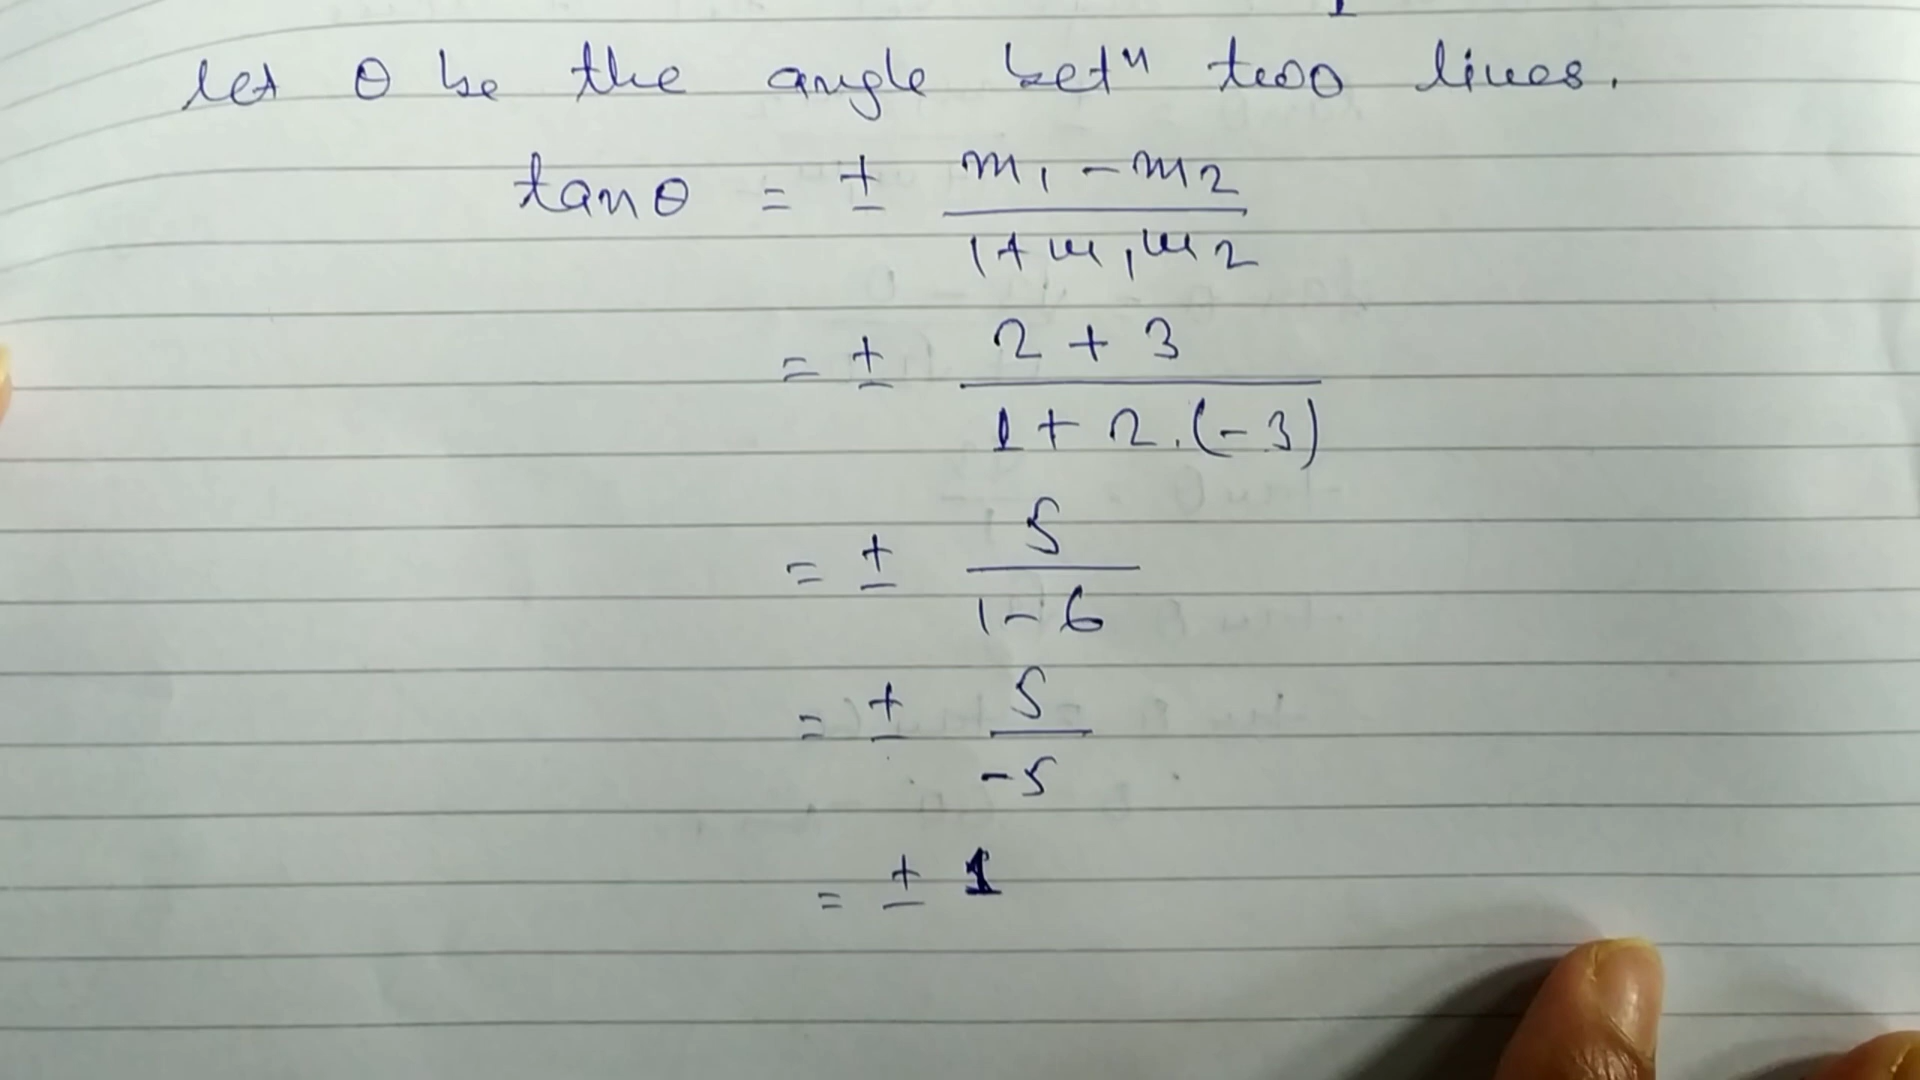 let θ be the angle betⁿ two lines.
tanθ = ± (m₁ - m₂) / (1 + m₁m₂)
= ± (2 + 3) / (1 + 2.(-3))
= ± 5 / (1 - 6)
= ± 5 / -5
= ± 1